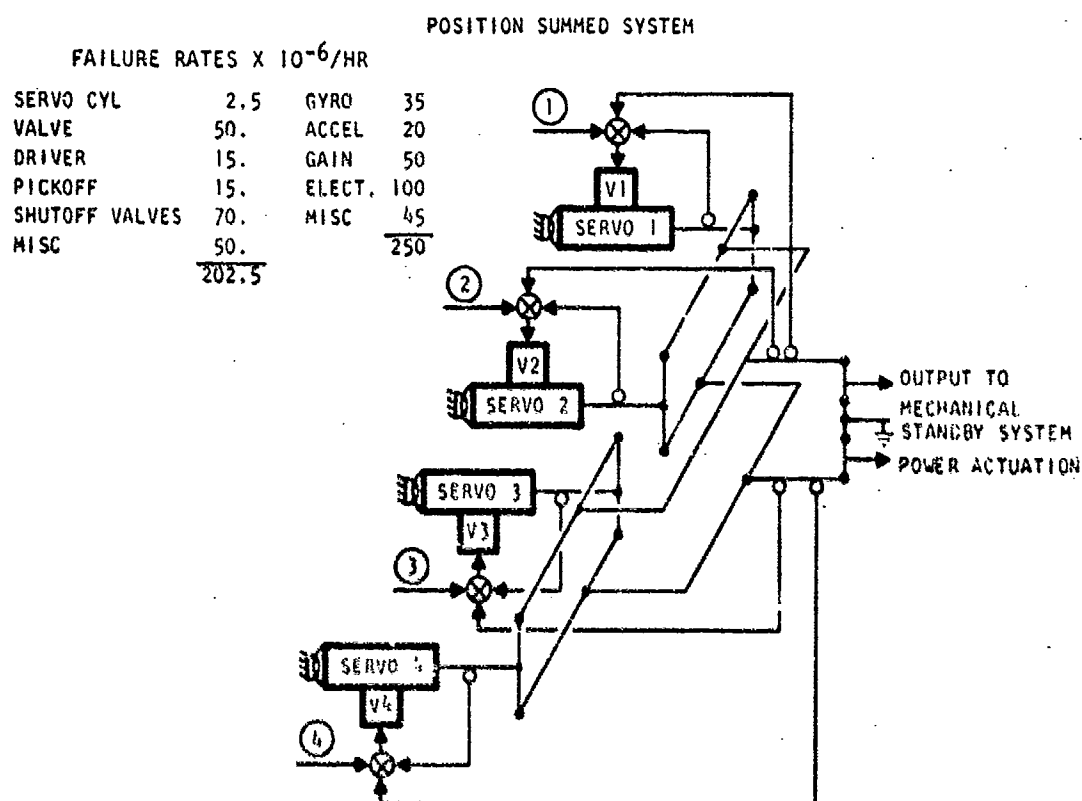 POSITION SUMMED SYSTEM
FAILURE RATES X 10⁻⁶/HR
SERVO CYL 2.5 GYRO 35
VALVE 50. ACCEL 20
DRIVER 15. GAIN 50
PICKOFF 15. ELECT. 100
SHUTOFF VALVES 70. MISC 45
MISC 50. 250
202.5
1
V1
SERVO 1
2
V2
SERVO 2
OUTPUT TO
MECHANICAL
STANDBY SYSTEM
POWER ACTUATION
SERVO 3
V3
3
SERVO 4
V4
4